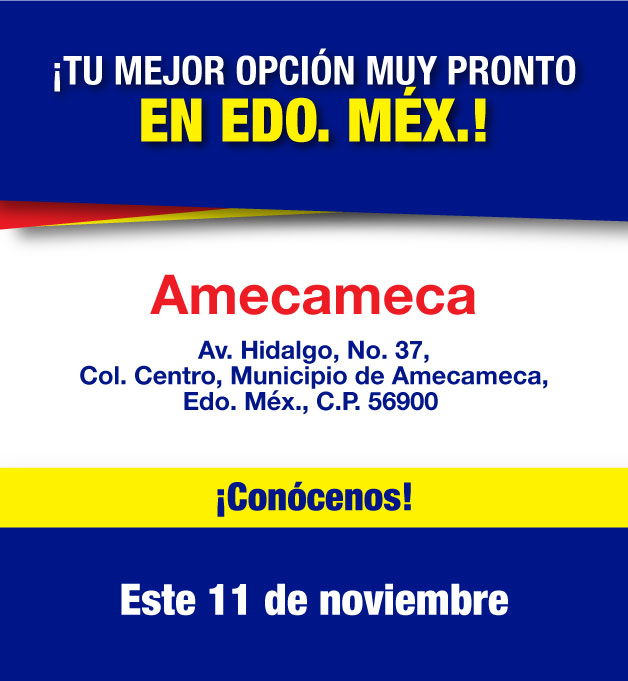 ¡TU MEJOR OPCIÓN MUY PRONTO
EN EDO. MÉX.!
Amecameca
Av. Hidalgo, No. 37,
Col. Centro, Municipio de Amecameca,
Edo. Méx., C.P. 56900
¡Conócenos!
Este 11 de noviembre